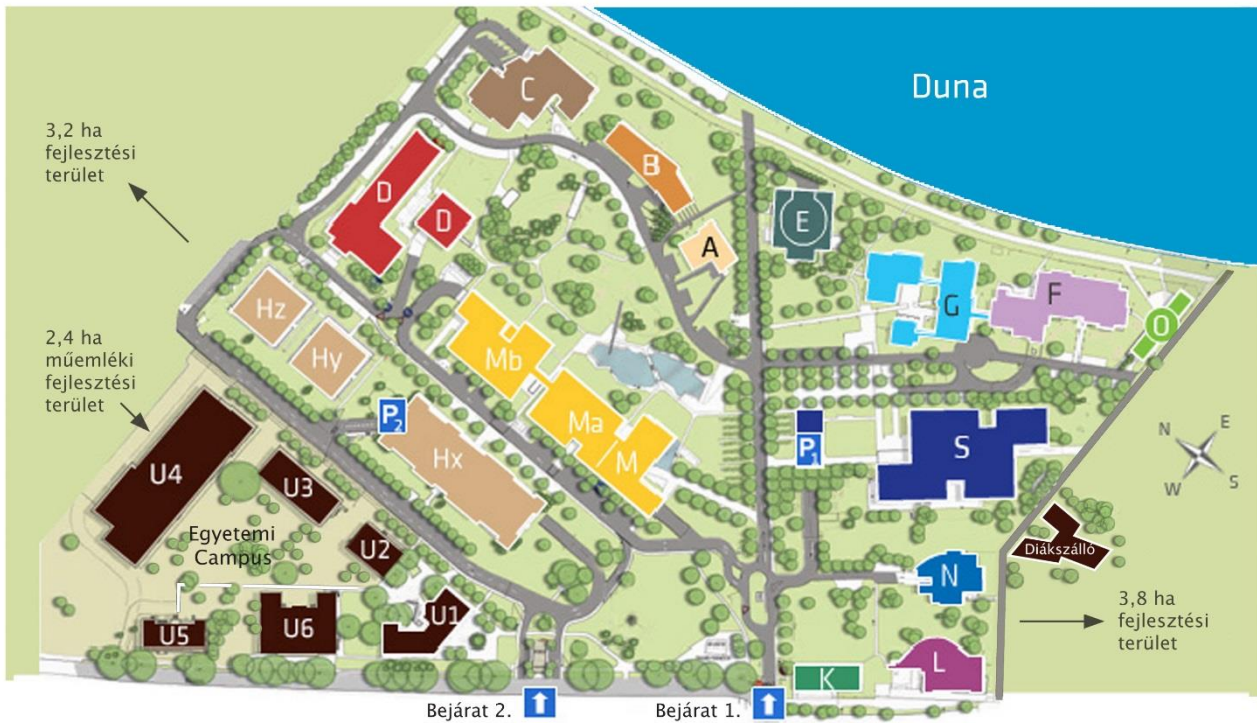 Duna
C
3,2 ha
fejlesztési
terület
B
D
D
E
A
G
F
O
Hz
Hy
2,4 ha
műemléki
fejlesztési
terület
Mb
Ma
M
P2
Hx
P1
S
N
E
W
S
U4
U3
Egyetemi
Campus
U2
Diákszálló
N
U1
U5
U6
3,8 ha
fejlesztési
terület
K
L
Bejárat 2.
Bejárat 1.